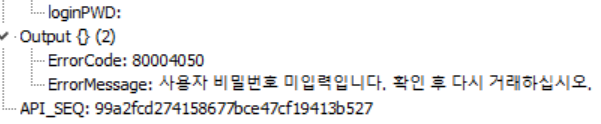 loginPWD:
Output {} (2)
ErrorCode: 80004050
ErrorMessage: 사용자 비밀번호 미입력입니다. 확인 후 다시 거래하십시오.
API_SEQ: 99a2fcd274158677bce47cf19413b527